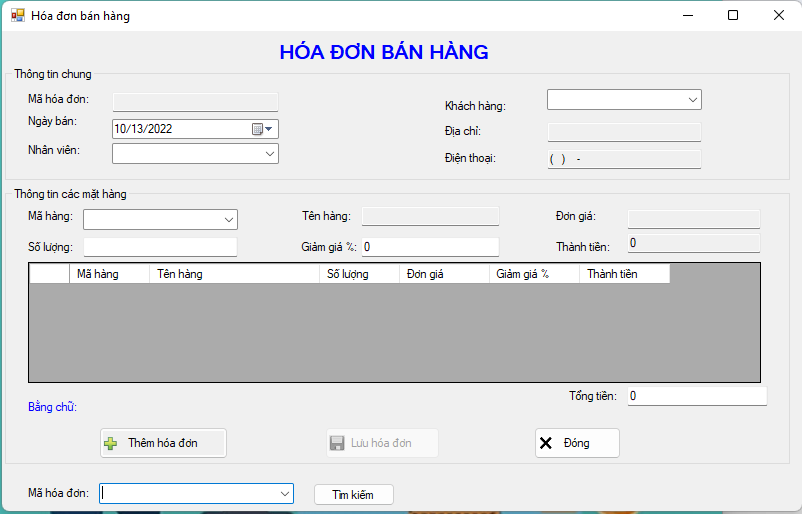 Hóa đơn bán hàng
HÓA ĐƠN BÁN HÀNG
Thông tin chung
Mã hóa đơn:
Khách hàng:
Ngày bán: 10/13/2022
Địa chỉ:
Nhân viên:
Điện thoại: ( ) -
Thông tin các mặt hàng
Mã hàng: Tên hàng: Đơn giá:
Số lượng: Giảm giá %: 0 Thành tiền: 0
Mã hàng Tên hàng Số lượng Đơn giá Giảm giá % Thành tiền
Tổng tiền: 0
Bằng chữ:
Thêm hóa đơn Lưu hóa đơn Đóng
Mã hóa đơn: Tìm kiếm